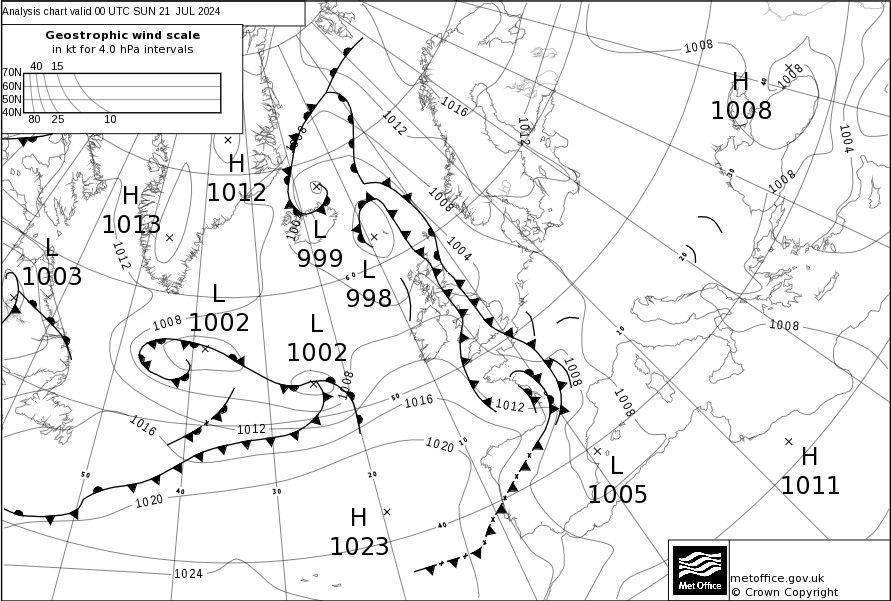 Analysis chart valid 00 UTC SUN 21 JUL 2024
Geostrophic wind scale
in kt for 4.0 hPa intervals
40 15
70N
60N
50N
40N
80 25 10
1008
H
1008
1008
1016
1012
1012
1004
1008
H
1012
H
1013
1008
1008
30
40
L
999
1004
L
1003
1012
20
60
L
998
L
1002
1008
L
1002
10
1008
1008
1008
50
1016
1012
1008
1016
1012
1020
10
H
1011
L
1005
50
40
30
20
1020
H
1023
40
1024
Met Office
metoffice.gov.uk
© Crown Copyright